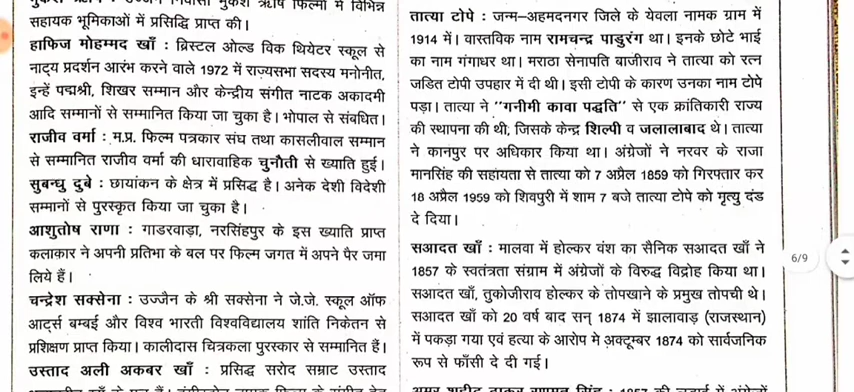 सहायक भूमिकाओं में प्रसिद्धि प्राप्त की।
हाफिज मोहम्मद खाँ : ब्रिस्टल ओल्ड विक थियेटर स्कूल से
नाट्य प्रदर्शन आरंभ करने वाले 1972 में राज्यसभा सदस्य मनोनीत,
इन्हें पद्मश्री, शिखर सम्मान और केन्द्रीय संगीत नाटक अकादमी
आदि सम्मानों से सम्मानित किया जा चुका है। भोपाल से संबधित।
राजीव वर्मा : म.प्र. फिल्म पत्रकार संघ तथा कासलीवाल सम्मान
से सम्मानित राजीव वर्मा की धारावाहिक चुनौती से ख्याति हुई।
सुबन्धु दुबे : छायांकन के क्षेत्र में प्रसिद्ध है। अनेक देशी विदेशी
सम्मानों से पुरस्कृत किया जा चुका है।
आशुतोष राणा : गाडरवाड़ा, नरसिंहपुर के इस ख्याति प्राप्त
कलाकार ने अपनी प्रतिभा के बल पर फिल्म जगत में अपने पैर जमा
लिये हैं।
चन्द्रेश सक्सेना : उज्जैन के श्री सक्सेना ने जे.जे. स्कूल ऑफ
आर्ट्स बम्बई और विश्व भारती विश्वविद्यालय शांति निकेतन से
प्रशिक्षण प्राप्त किया। कालीदास चित्रकला पुरस्कार से सम्मानित हैं।
उस्ताद अली अकबर खाँ : प्रसिद्ध सरोद सम्राट उस्ताद
तात्या टोपे : जन्म–अहमदनगर जिले के येवला नामक ग्राम में
1914 में। वास्तविक नाम रामचन्द्र पाडुरंग था। इनके छोटे भाई
का नाम गंगाधर था। मराठा सेनापति बाजीराव ने तात्या को रत्न
जडित टोपी उपहार में दी थी। इसी टोपी के कारण उनका नाम टोपे
पड़ा। तात्या ने ''गनीमी कावा पद्धति'' से एक क्रांतिकारी राज्य
की स्थापना की थी, जिसके केन्द्र शिल्पी व जलालाबाद थे। तात्या
ने कानपुर पर अधिकार किया था। अंग्रेजों ने नरवर के राजा
मानसिंह की सहायता से तात्या को 7 अप्रैल 1859 को गिरफ्तार कर
18 अप्रैल 1959 को शिवपुरी में शाम 7 बजे तात्या टोपे को मृत्यु दंड
दे दिया।
सआदत खाँ : मालवा में होल्कर वंश का सैनिक सआदत खाँ ने
1857 के स्वतंत्रता संग्राम में अंग्रेजों के विरुद्ध विद्रोह किया था।
सआदत खाँ, तुकोजीराव होल्कर के तोपखाने के प्रमुख तोपची थे।
सआदत खाँ को 20 वर्ष बाद सन् 1874 में झालावाड़ (राजस्थान)
में पकड़ा गया एवं हत्या के आरोप मे अक्टूबर 1874 को सार्वजनिक
रूप से फाँसी दे दी गई।
6/9